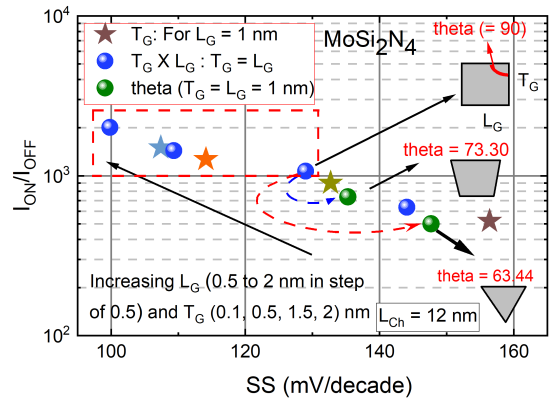 10⁴
10³
10²
I_ON/I_OFF
T_G: For L_G = 1 nm
T_G X L_G : T_G = L_G
theta (T_G = L_G = 1 nm)
MoSi2N4
theta (= 90)
T_G
L_G
theta = 73.30
theta = 63.44
Increasing L_G (0.5 to 2 nm in step
of 0.5) and T_G (0.1, 0.5, 1.5, 2) nm
L_Ch = 12 nm
100 120 140 160
SS (mV/decade)